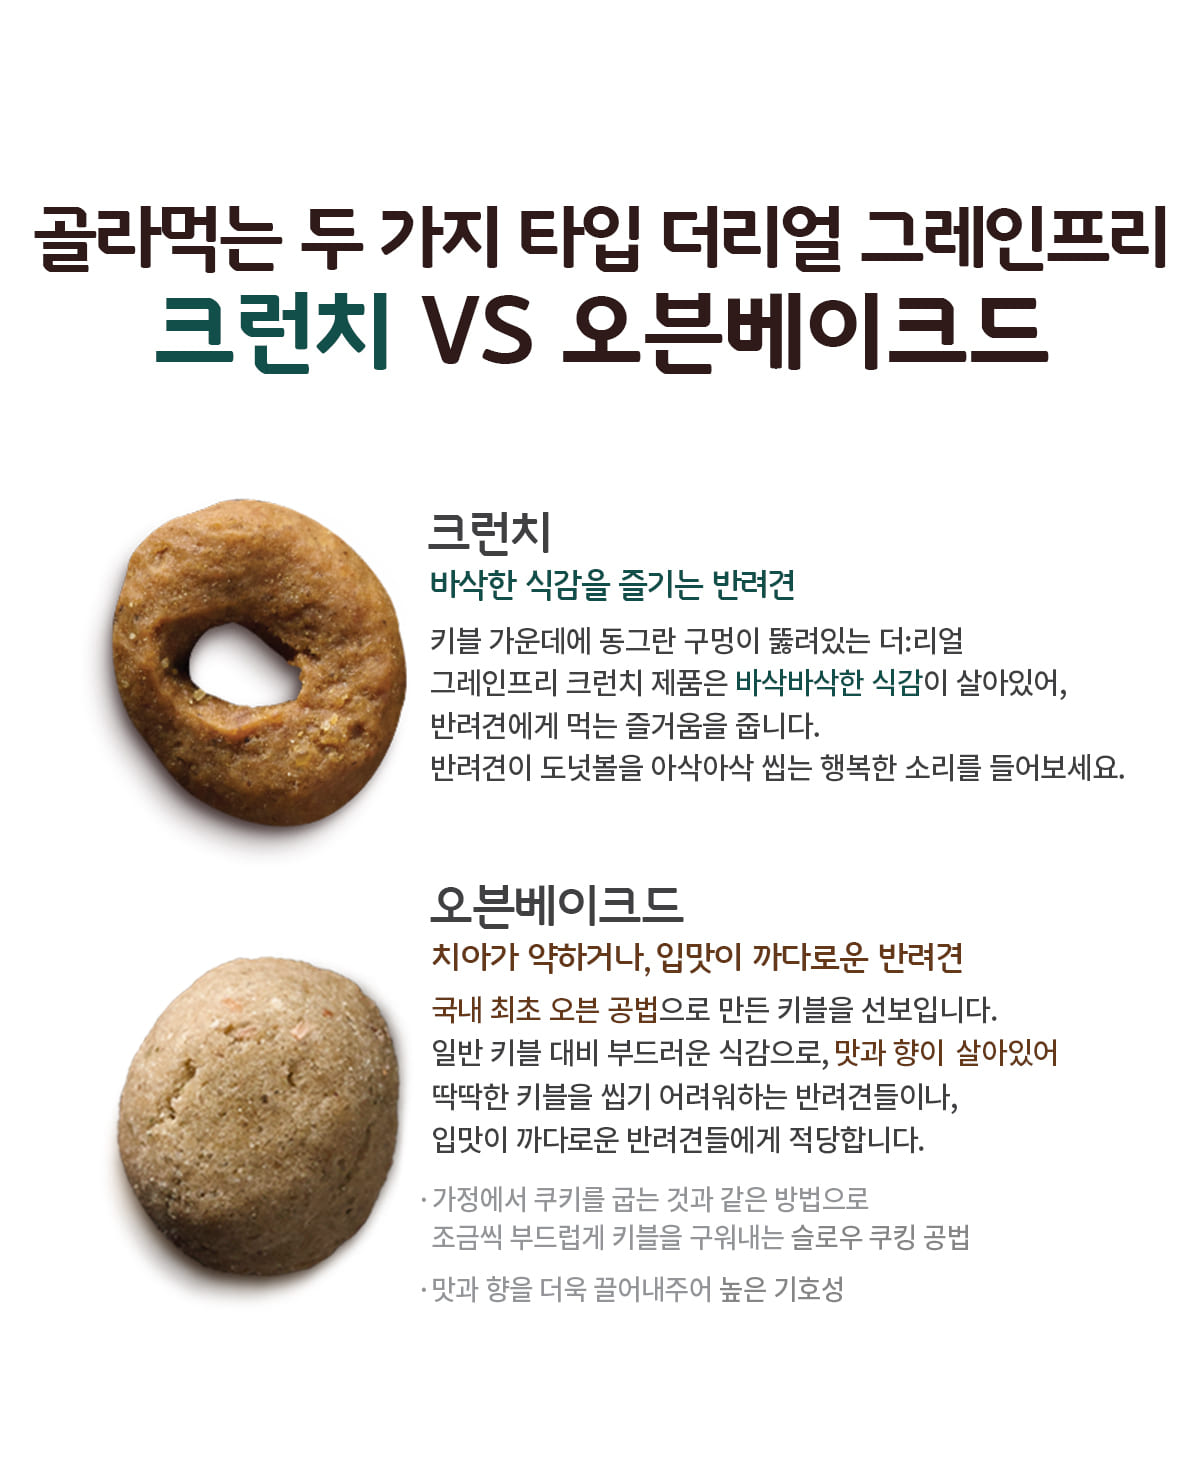 골라먹는 두 가지 타입 더리얼 그레인프리
크런치 VS 오븐베이크드
크런치
바삭한 식감을 즐기는 반려견
키블 가운데에 동그란 구멍이 뚫려있는 더:리얼
그레인프리 크런치 제품은 바삭바삭한 식감이 살아있어,
반려견에게 먹는 즐거움을 줍니다.
반려견이 도넛볼을 아삭아삭 씹는 행복한 소리를 들어보세요.
오븐베이크드
치아가 약하거나, 입맛이 까다로운 반려견
국내 최초 오븐 공법으로 만든 키블을 선보입니다.
일반 키블 대비 부드러운 식감으로, 맛과 향이 살아있어
딱딱한 키블을 씹기 어려워하는 반려견들이나,
입맛이 까다로운 반려견들에게 적당합니다.
· 가정에서 쿠키를 굽는 것과 같은 방법으로
조금씩 부드럽게 키블을 구워내는 슬로우 쿠킹 공법
· 맛과 향을 더욱 끌어내주어 높은 기호성